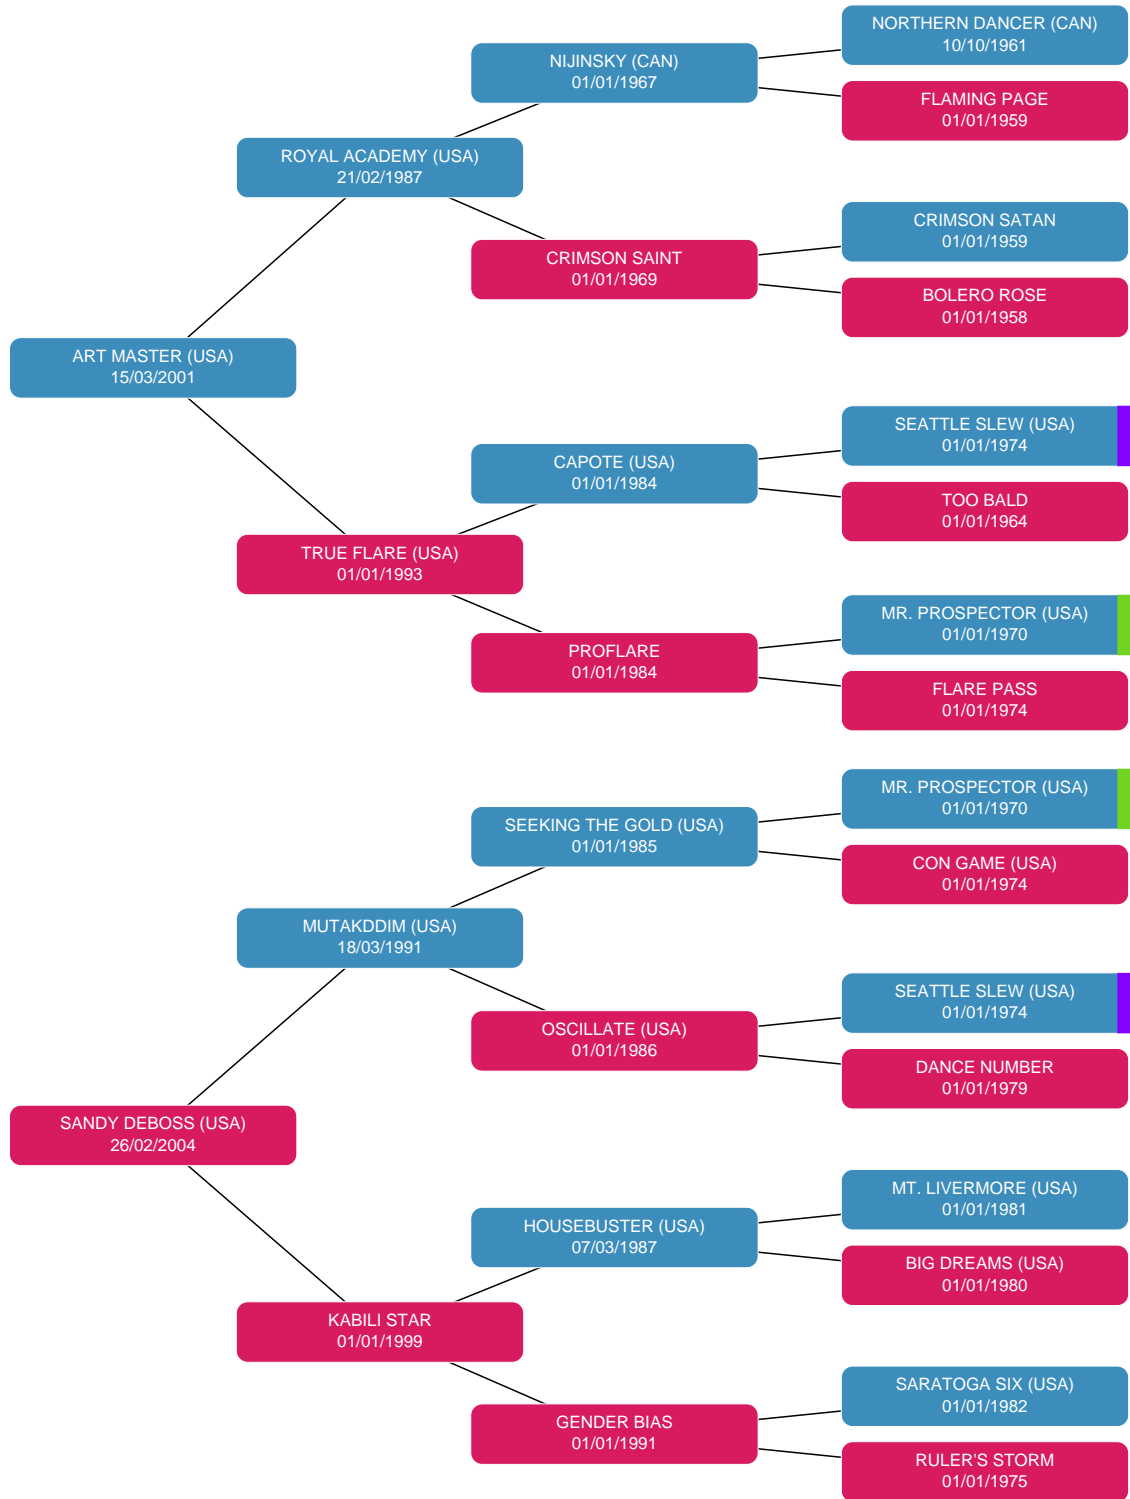 NORTHERN DANCER (CAN)
10/10/1961
NIJINSKY (CAN)
01/01/1967
FLAMING PAGE
01/01/1959
ROYAL ACADEMY (USA)
21/02/1987
CRIMSON SATAN
01/01/1959
CRIMSON SAINT
01/01/1969
BOLERO ROSE
01/01/1958
ART MASTER (USA)
15/03/2001
SEATTLE SLEW (USA)
01/01/1974
CAPOTE (USA)
01/01/1984
TOO BALD
01/01/1964
TRUE FLARE (USA)
01/01/1993
MR. PROSPECTOR (USA)
01/01/1970
PROFLARE
01/01/1984
FLARE PASS
01/01/1974
MR. PROSPECTOR (USA)
01/01/1970
SEEKING THE GOLD (USA)
01/01/1985
CON GAME (USA)
01/01/1974
MUTAKDDIM (USA)
18/03/1991
SEATTLE SLEW (USA)
01/01/1974
OSCILLATE (USA)
01/01/1986
DANCE NUMBER
01/01/1979
SANDY DEBOSS (USA)
26/02/2004
MT. LIVERMORE (USA)
01/01/1981
HOUSEBUSTER (USA)
07/03/1987
BIG DREAMS (USA)
01/01/1980
KABILI STAR
01/01/1999
SARATOGA SIX (USA)
01/01/1982
GENDER BIAS
01/01/1991
RULER'S STORM
01/01/1975